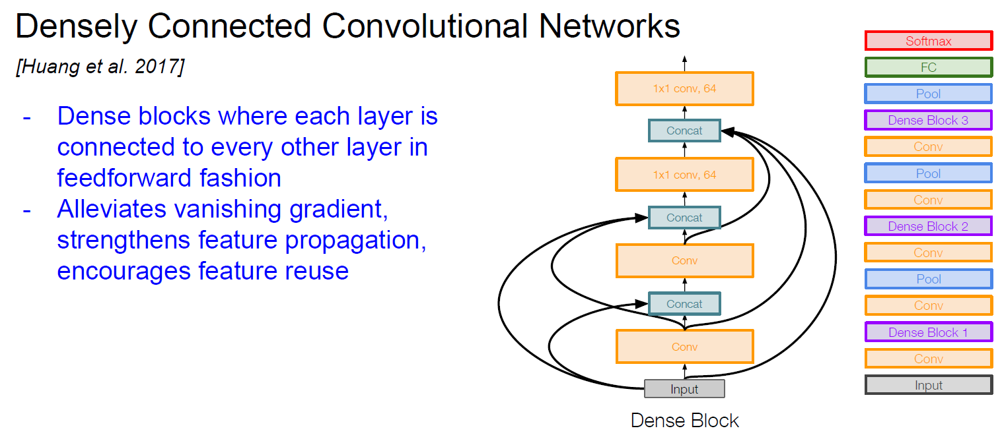 Densely Connected Convolutional Networks
[Huang et al. 2017]
- Dense blocks where each layer is
connected to every other layer in
feedforward fashion
- Alleviates vanishing gradient,
strengthens feature propagation,
encourages feature reuse
1x1 conv, 64
Concat
1x1 conv, 64
Concat
Conv
Concat
Conv
Input
Dense Block
Softmax
FC
Pool
Dense Block 3
Conv
Pool
Conv
Dense Block 2
Conv
Pool
Conv
Dense Block 1
Conv
Input